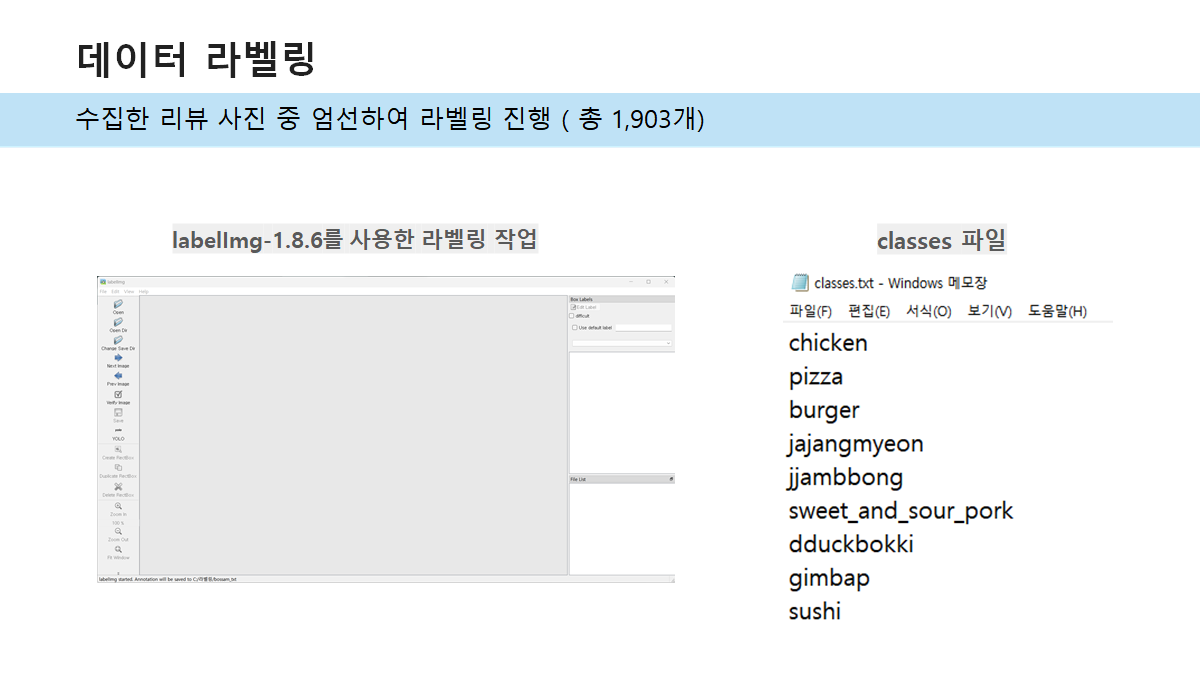 데이터 라벨링
수집한 리뷰 사진 중 엄선하여 라벨링 진행 ( 총 1,903개)
labelImg-1.8.6를 사용한 라벨링 작업
labelImg
File Edit View Help
Open
Open Dir
Change Save Dir
Next Image
Prev Image
Verify Image
Save
YOLO
Create RectBox
Duplicate RectBox
Delete RectBox
Zoom In
100 %
Zoom Out
Fit Window
Box Labels
Edit Label
difficult
Use default label
File List
labelImg started. Annotation will be saved to C:/라벨링/bossam_txt
classes 파일
classes.txt - Windows 메모장
파일(F) 편집(E) 서식(O) 보기(V) 도움말(H)
chicken
pizza
burger
jajangmyeon
jjambbong
sweet_and_sour_pork
dduckbokki
gimbap
sushi